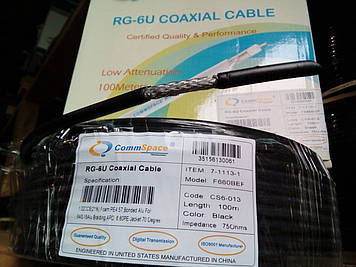 RG-6U COAXIAL CABLE
Certified Quality & Performance
Low Attenuation
100Meter
CommSpace
35156130061
RG-6U Coaxial Cable
ITEM: 7-1113-1
Specification
Model: F660BEF
Code: CS6-013
Length: 100m
Color: Black
Impedance: 75Ohms
Guaranteed Quality
Digital Transmission
ISO9001 Manufacturer
ENGINEERED IN UNITED STATES MANUFACTURED IN CHINA